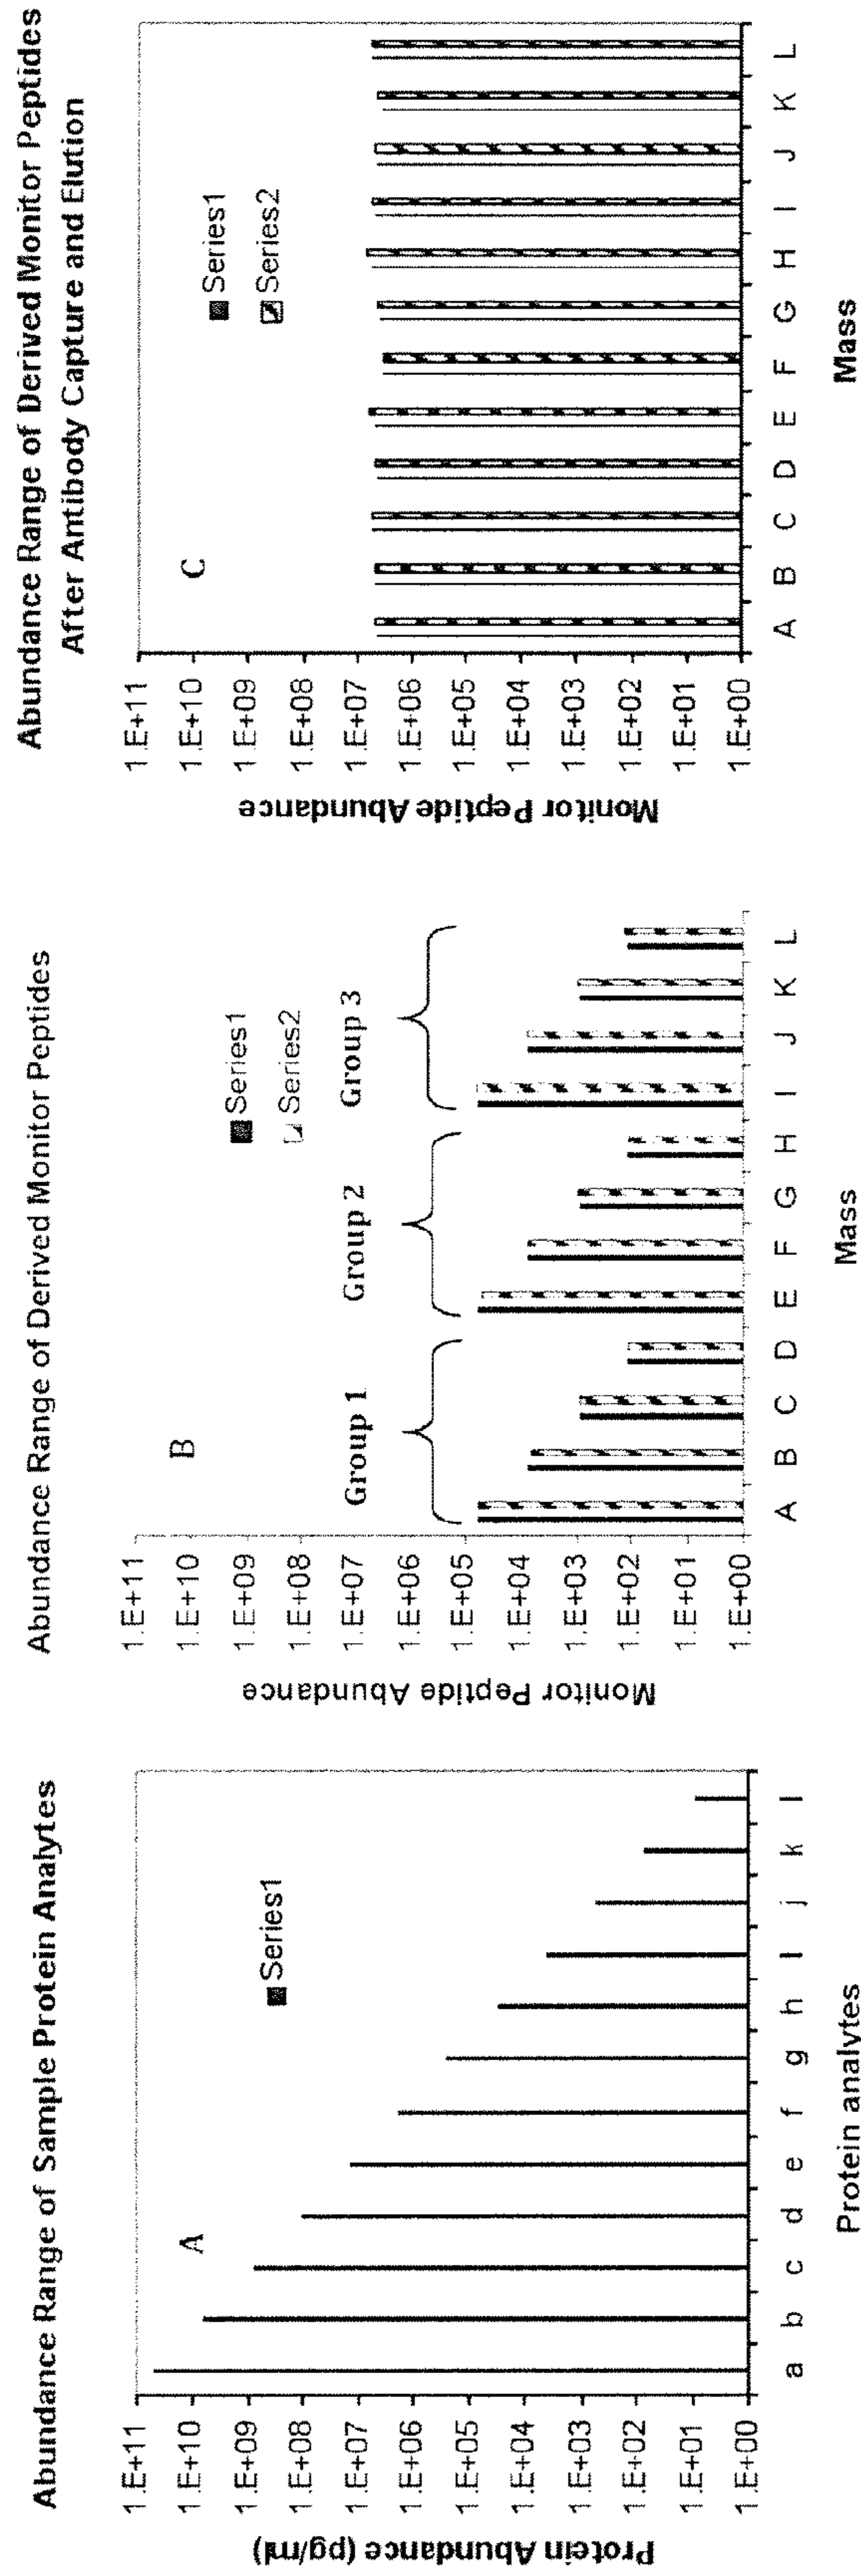 Abundance Range of Sample Protein Analytes
Protein Abundance (pg/ml)
1.E+11
1.E+10
1.E+09
1.E+08
1.E+07
1.E+06
1.E+05
1.E+04
1.E+03
1.E+02
1.E+01
1.E+00
A
Series1
a b c d e f g h I j k l
Protein analytes
Abundance Range of Derived Monitor Peptides
Monitor Peptide Abundance
1.E+11
1.E+10
1.E+09
1.E+08
1.E+07
1.E+06
1.E+05
1.E+04
1.E+03
1.E+02
1.E+01
1.E+00
B
Series1
Series2
Group 1 Group 2 Group 3
A B C D E F G H I J K L
Mass
Abundance Range of Derived Monitor Peptides
After Antibody Capture and Elution
Monitor Peptide Abundance
1.E+11
1.E+10
1.E+09
1.E+08
1.E+07
1.E+06
1.E+05
1.E+04
1.E+03
1.E+02
1.E+01
1.E+00
C
Series1
Series2
A B C D E F G H I J K L
Mass